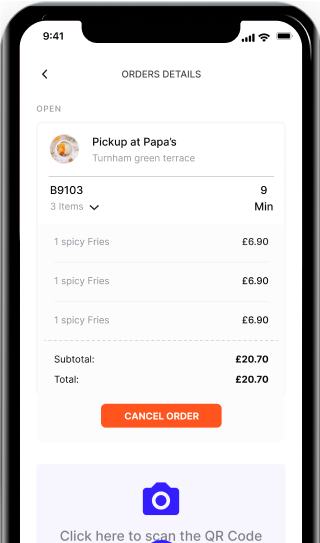 9:41
ORDERS DETAILS
OPEN
Pickup at Papa's
Turnham green terrace
B9103 9
3 Items Min
1 spicy Fries £6.90
1 spicy Fries £6.90
1 spicy Fries £6.90
Subtotal: £20.70
Total: £20.70
CANCEL ORDER
Click here to scan the QR Code